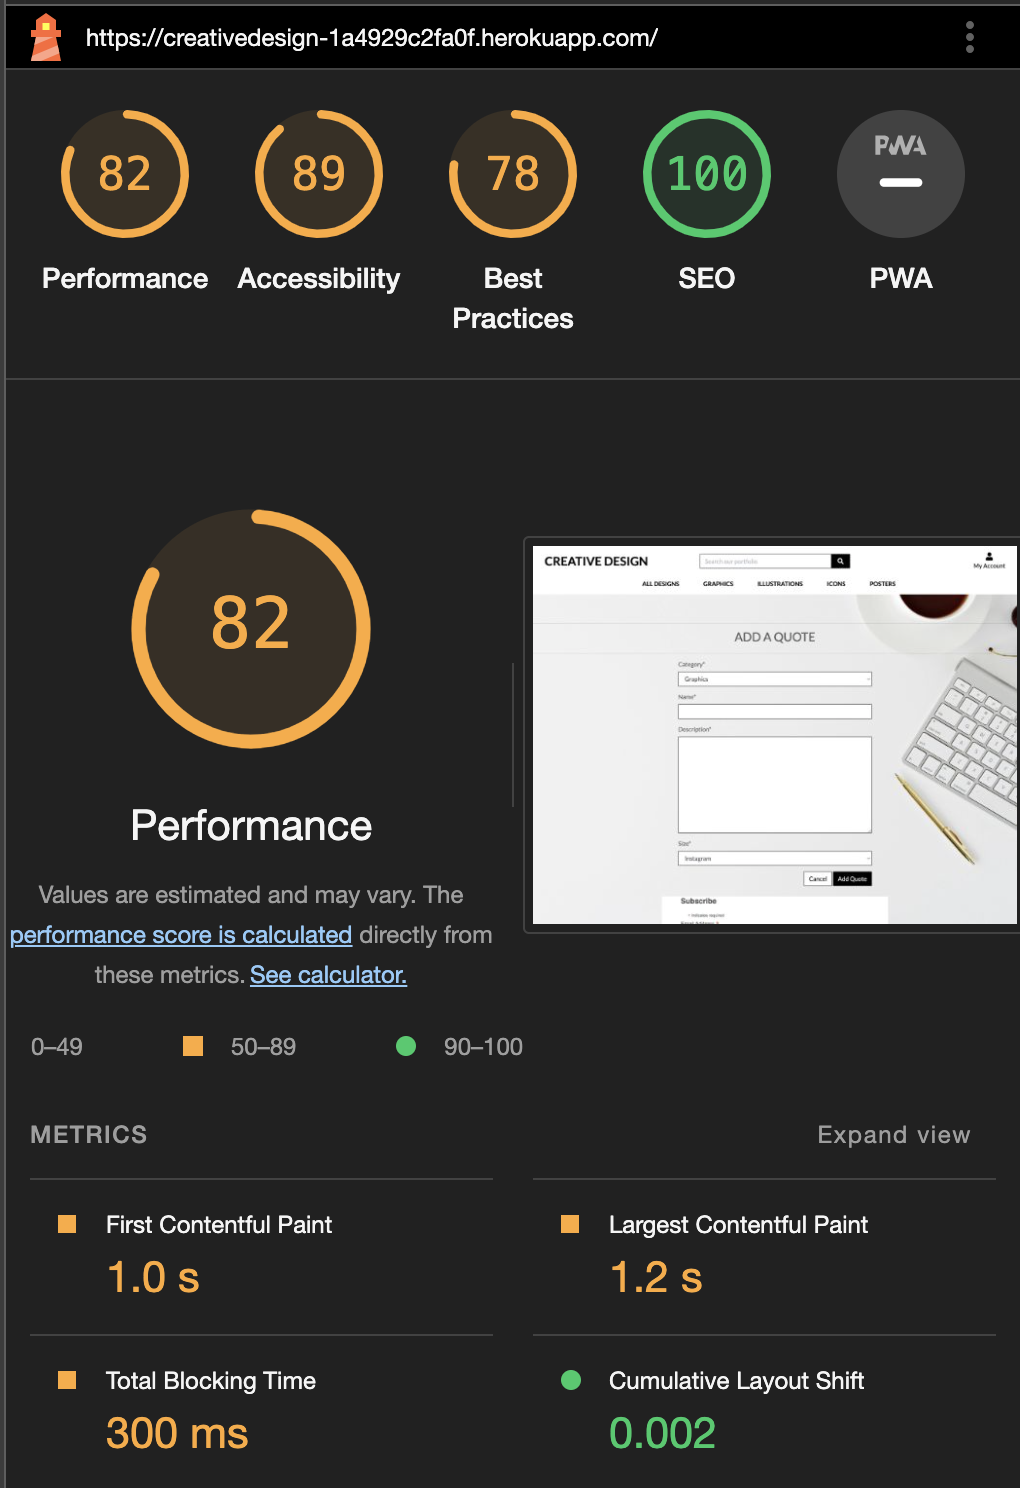 https://creativedesign-1a4929c2fa0f.herokuapp.com/
82
89
78
100
PWA
Performance
Accessibility
Best
Practices
SEO
PWA
82
Performance
Values are estimated and may vary. The
performance score is calculated directly from
these metrics. See calculator.
CREATIVE DESIGN
Search our portfolio
My Account
ALL DESIGNS
GRAPHICS
ILLUSTRATIONS
ICONS
POSTERS
ADD A QUOTE
Category*
Graphics
Name*
Description*
Size*
Instagram
Cancel
Add Quote
Subscribe
* indicates required
0–49
50–89
90–100
METRICS
Expand view
First Contentful Paint
1.0 s
Largest Contentful Paint
1.2 s
Total Blocking Time
300 ms
Cumulative Layout Shift
0.002